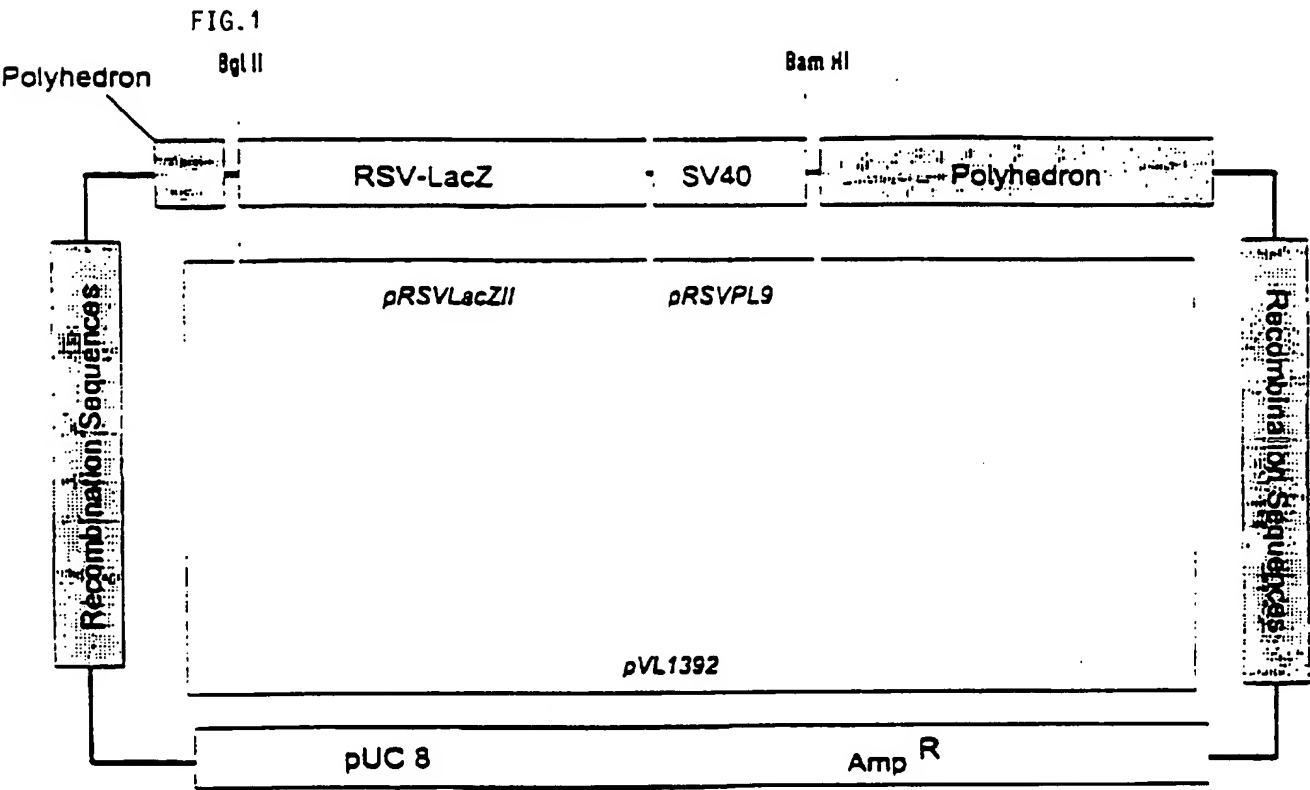 FIG.1
Bgl II
Bam HI
Polyhedron
RSV-LacZ
SV40
Polyhedron
pRSVLacZII
pRSVPL9
Recombination Sequences
Recombination Sequences
pVL1392
pUC 8
Amp R